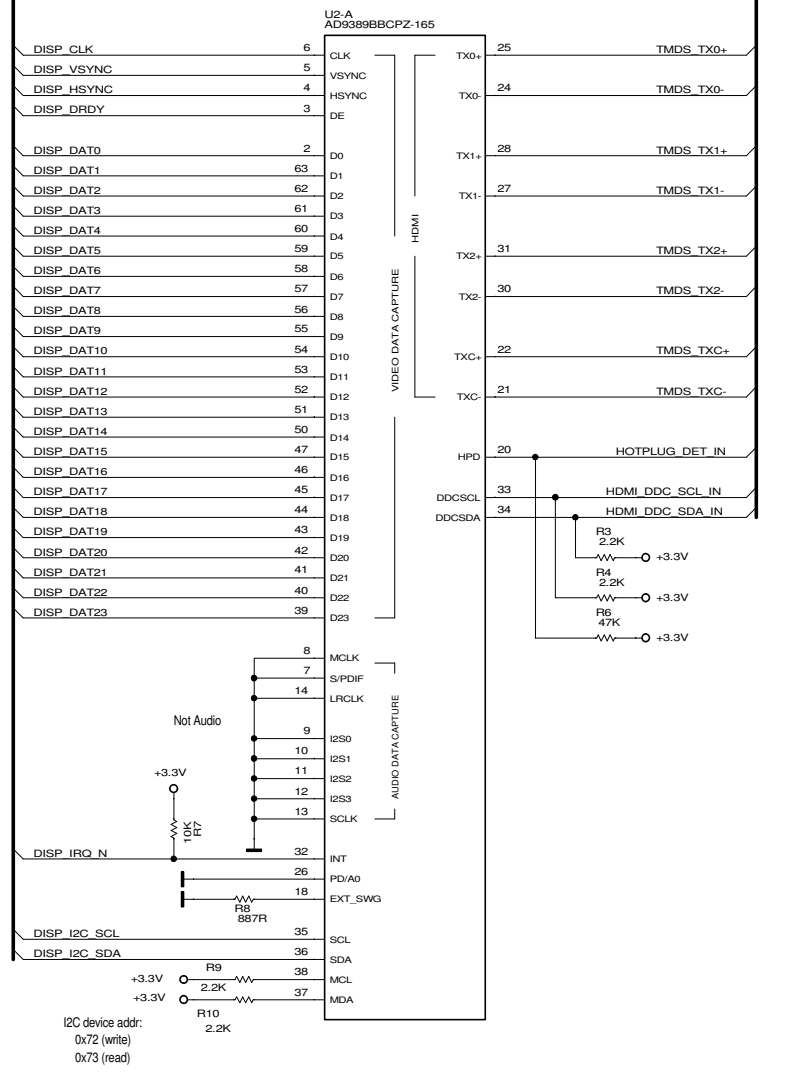 U2-A
AD9389BBCPZ-165
DISP_CLK 6 CLK
DISP_VSYNC 5 VSYNC
DISP_HSYNC 4 HSYNC
DISP_DRDY 3 DE
DISP_DAT0 2 D0
DISP_DAT1 63 D1
DISP_DAT2 62 D2
DISP_DAT3 61 D3
DISP_DAT4 60 D4
DISP_DAT5 59 D5
DISP_DAT6 58 D6
DISP_DAT7 57 D7
DISP_DAT8 56 D8
DISP_DAT9 55 D9
DISP_DAT10 54 D10
DISP_DAT11 53 D11
DISP_DAT12 52 D12
DISP_DAT13 51 D13
DISP_DAT14 50 D14
DISP_DAT15 47 D15
DISP_DAT16 46 D16
DISP_DAT17 45 D17
DISP_DAT18 44 D18
DISP_DAT19 43 D19
DISP_DAT20 42 D20
DISP_DAT21 41 D21
DISP_DAT22 40 D22
DISP_DAT23 39 D23
VIDEO DATA CAPTURE
HDMI
TX0+ 25 TMDS_TX0+
TX0- 24 TMDS_TX0-
TX1+ 28 TMDS_TX1+
TX1- 27 TMDS_TX1-
TX2+ 31 TMDS_TX2+
TX2- 30 TMDS_TX2-
TXC+ 22 TMDS_TXC+
TXC- 21 TMDS_TXC-
HPD 20 HOTPLUG_DET_IN
DDCSCL 33 HDMI_DDC_SCL_IN
DDCSDA 34 HDMI_DDC_SDA_IN
R3
2.2K
+3.3V
R4
2.2K
+3.3V
R6
47K
+3.3V
8 MCLK
7 S/PDIF
14 LRCLK
Not Audio
9 I2S0
10 I2S1
11 I2S2
12 I2S3
13 SCLK
AUDIO DATA CAPTURE
+3.3V
10K
R7
DISP_IRQ_N 32 INT
26 PD/A0
18 EXT_SWG
R8
887R
DISP_I2C_SCL 35 SCL
DISP_I2C_SDA 36 SDA
R9
+3.3V 38 MCL
2.2K
+3.3V 37 MDA
R10
2.2K
I2C device addr:
0x72 (write)
0x73 (read)